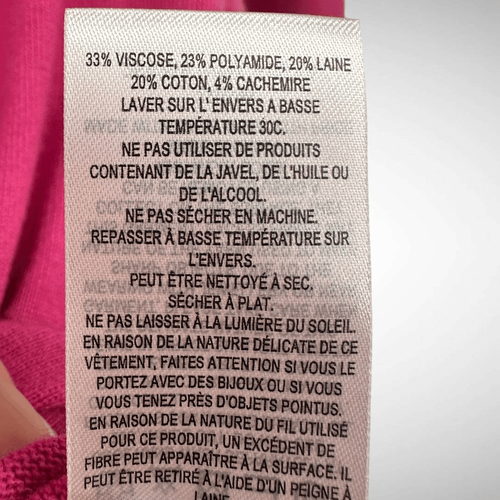 33% VISCOSE, 23% POLYAMIDE, 20% LAINE
20% COTON, 4% CACHEMIRE
LAVER SUR L'ENVERS A BASSE
TEMPÉRATURE 30C.
NE PAS UTILISER DE PRODUITS
CONTENANT DE LA JAVEL, DE L'HUILE OU
DE L'ALCOOL.
NE PAS SÉCHER EN MACHINE.
REPASSER À BASSE TEMPÉRATURE SUR
L'ENVERS.
PEUT ÊTRE NETTOYÉ À SEC.
SÉCHER À PLAT.
NE PAS LAISSER À LA LUMIÈRE DU SOLEIL.
EN RAISON DE LA NATURE DÉLICATE DE CE
VÊTEMENT, FAITES ATTENTION SI VOUS LE
PORTEZ AVEC DES BIJOUX OU SI VOUS
VOUS TENEZ PRÈS D'OBJETS POINTUS.
EN RAISON DE LA NATURE DU FIL UTILISÉ
POUR CE PRODUIT, UN EXCÉDENT DE
FIBRE PEUT APPARAÎTRE À LA SURFACE. IL
PEUT ÊTRE RETIRÉ À L'AIDE D'UN PEIGNE À
LAINE